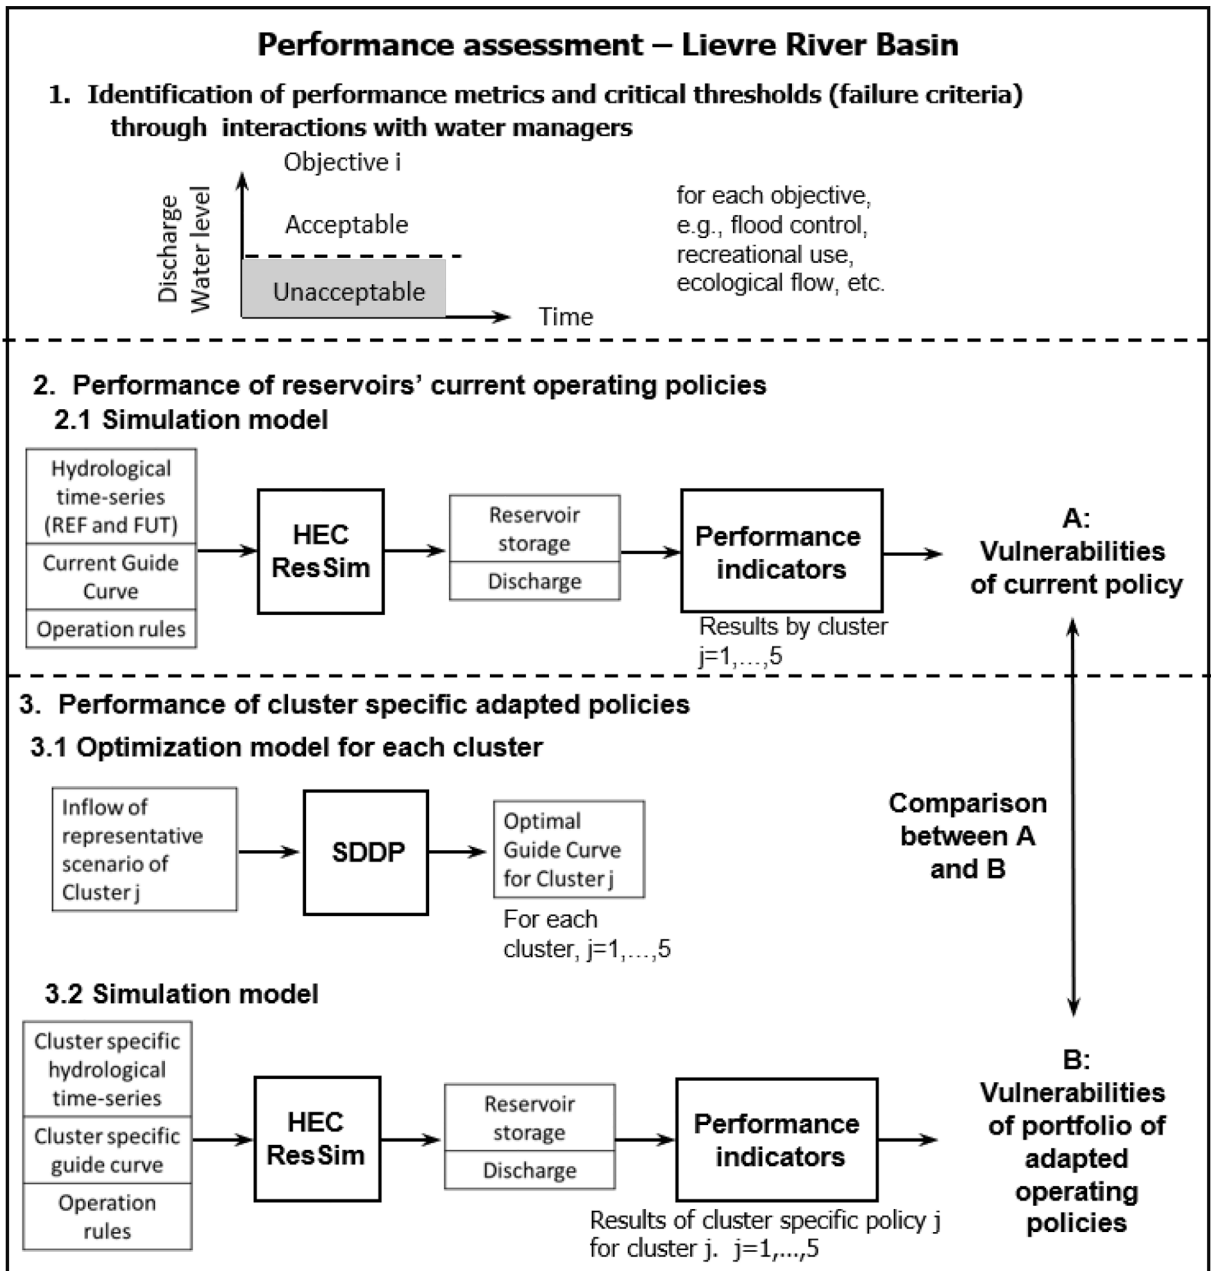 Performance assessment – Lievre River Basin
1. Identification of performance metrics and critical thresholds (failure criteria)
through interactions with water managers
Objective i
Discharge
Water level
Acceptable
Unacceptable
Time
for each objective,
e.g., flood control,
recreational use,
ecological flow, etc.
2. Performance of reservoirs' current operating policies
2.1 Simulation model
Hydrological
time-series
(REF and FUT)
Current Guide
Curve
Operation rules
HEC
ResSim
Reservoir
storage
Discharge
Performance
indicators
Results by cluster
j=1,...,5
A:
Vulnerabilities
of current policy
3. Performance of cluster specific adapted policies
3.1 Optimization model for each cluster
Inflow of
representative
scenario of
Cluster j
SDDP
Optimal
Guide Curve
for Cluster j
For each
cluster, j=1,...,5
Comparison
between A
and B
3.2 Simulation model
Cluster specific
hydrological
time-series
Cluster specific
guide curve
Operation
rules
HEC
ResSim
Reservoir
storage
Discharge
Performance
indicators
Results of cluster specific policy j
for cluster j. j=1,...,5
B:
Vulnerabilities
of portfolio of
adapted
operating
policies